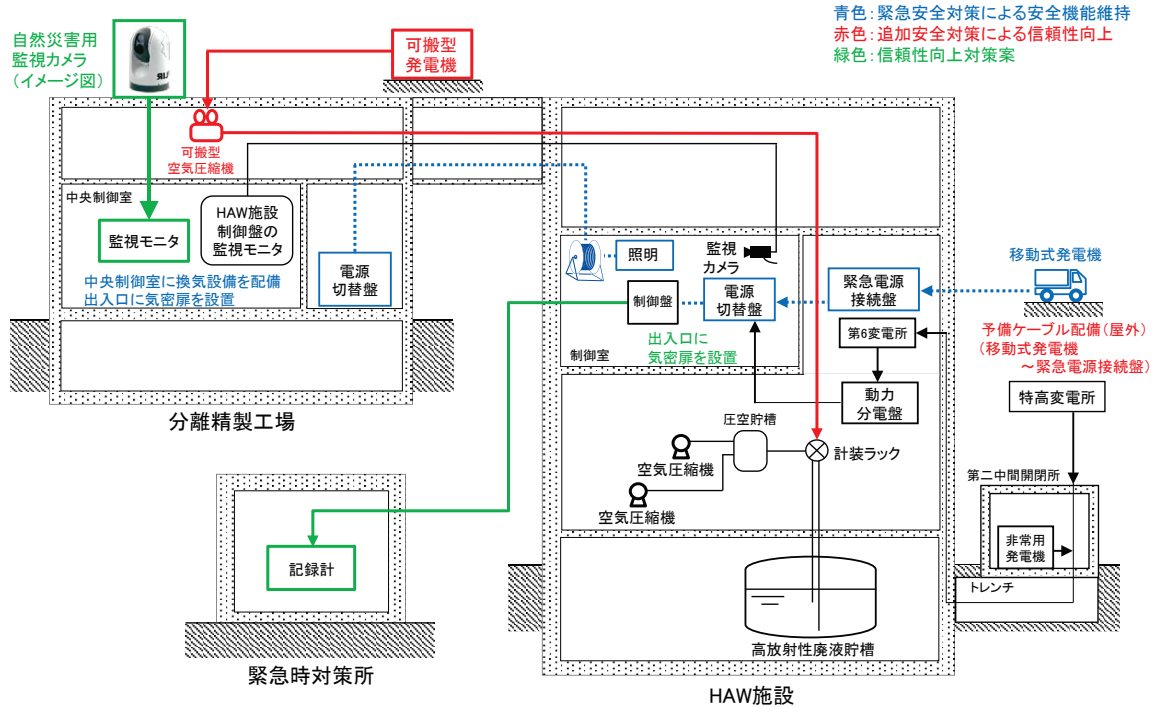 青色:緊急安全対策による安全機能維持
赤色:追加安全対策による信頼性向上
緑色:信頼性向上対策案
自然災害用
監視カメラ
(イメージ図)
可搬型
発電機
可搬型
空気圧縮機
中央制御室
監視モニタ
HAW施設
制御盤の
監視モニタ
電源
切替盤
中央制御室に換気設備を配備
出入口に気密扉を設置
分離精製工場
照明
監視
カメラ
制御盤
電源
切替盤
緊急電源
接続盤
移動式発電機
予備ケーブル配備(屋外)
(移動式発電機
~緊急電源接続盤)
出入口に
気密扉を設置
制御室
第6変電所
動力
分電盤
特高変電所
圧空貯槽
計装ラック
空気圧縮機
空気圧縮機
第二中間開閉所
非常用
発電機
トレンチ
記録計
緊急時対策所
高放射性廃液貯槽
HAW施設